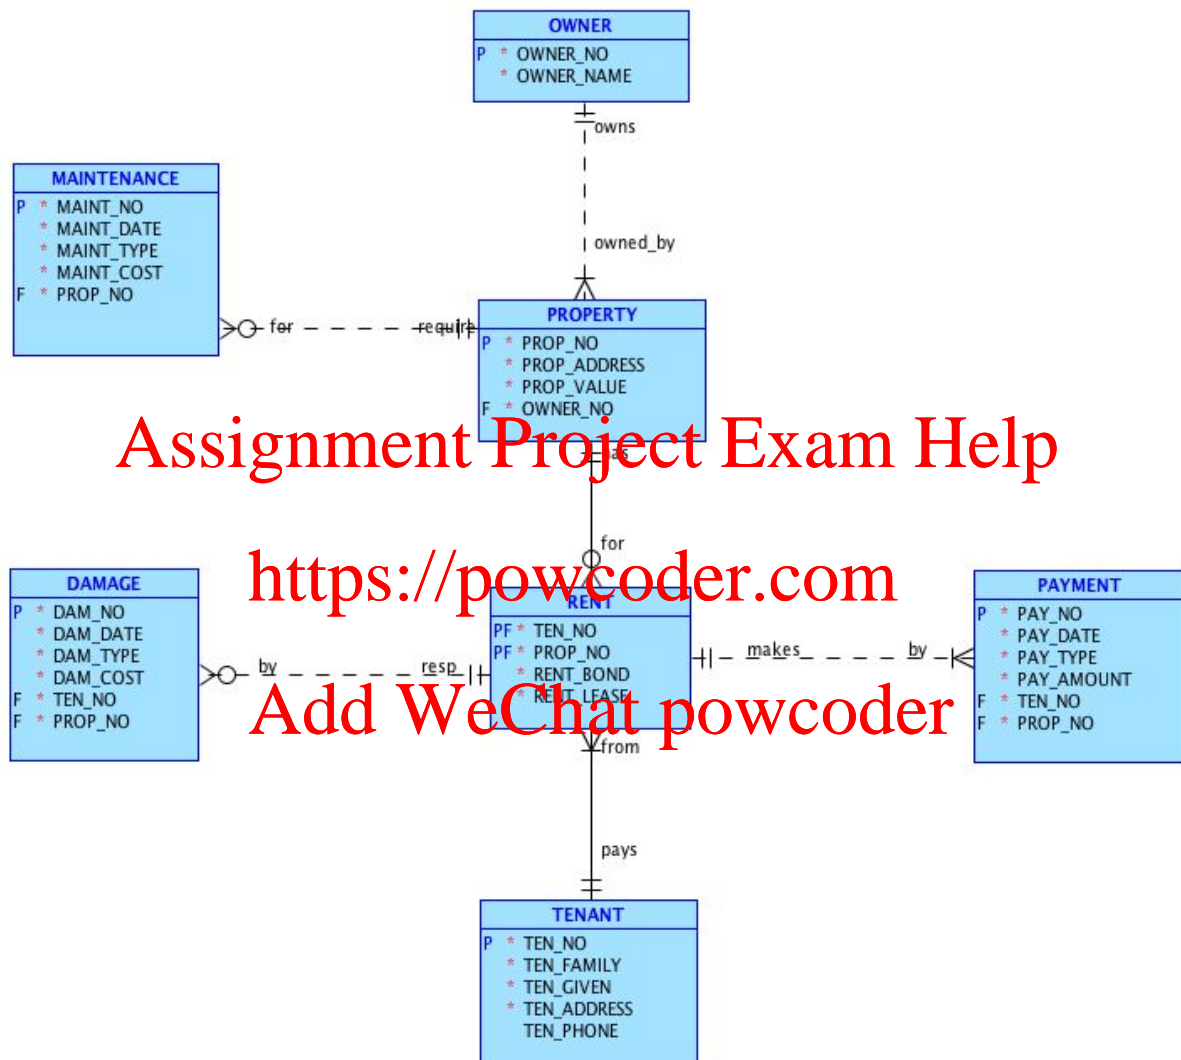 OWNER
P * OWNER_NO
* OWNER_NAME
owns
owned_by
MAINTENANCE
P * MAINT_NO
* MAINT_DATE
* MAINT_TYPE
* MAINT_COST
F * PROP_NO
for
require
PROPERTY
P * PROP_NO
* PROP_ADDRESS
* PROP_VALUE
F * OWNER_NO
Assignment Project Exam Help
for
https://powcoder.com
DAMAGE
P * DAM_NO
* DAM_DATE
* DAM_TYPE
* DAM_COST
F * TEN_NO
F * PROP_NO
by
resp
RENT
PF * TEN_NO
PF * PROP_NO
* RENT_BOND
* RENT_LEASE
makes
by
PAYMENT
P * PAY_NO
* PAY_DATE
* PAY_TYPE
* PAY_AMOUNT
F * TEN_NO
F * PROP_NO
Add WeChat powcoder
from
pays
TENANT
P * TEN_NO
* TEN_FAMILY
* TEN_GIVEN
* TEN_ADDRESS
TEN_PHONE